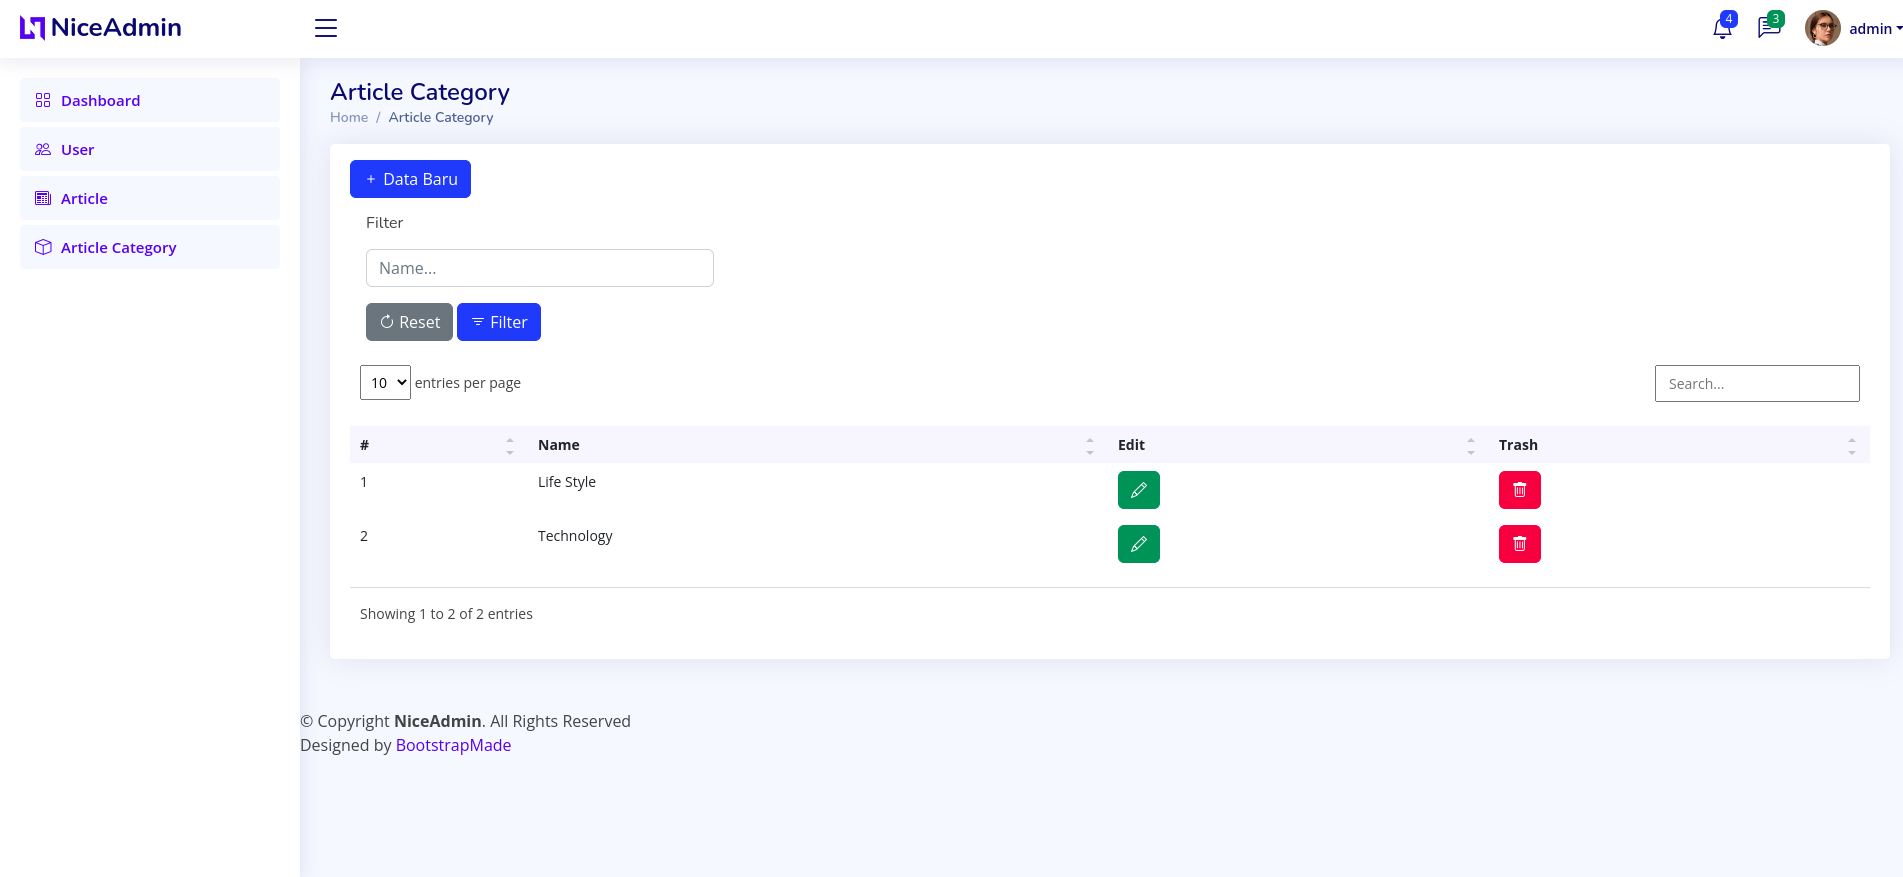 NiceAdmin
4
3
admin
Dashboard
User
Article
Article Category
Article Category
Home / Article Category
+ Data Baru
Filter
Name...
Reset
Filter
10 entries per page
Search...
# Name Edit Trash
1 Life Style
2 Technology
Showing 1 to 2 of 2 entries
© Copyright NiceAdmin. All Rights Reserved
Designed by BootstrapMade